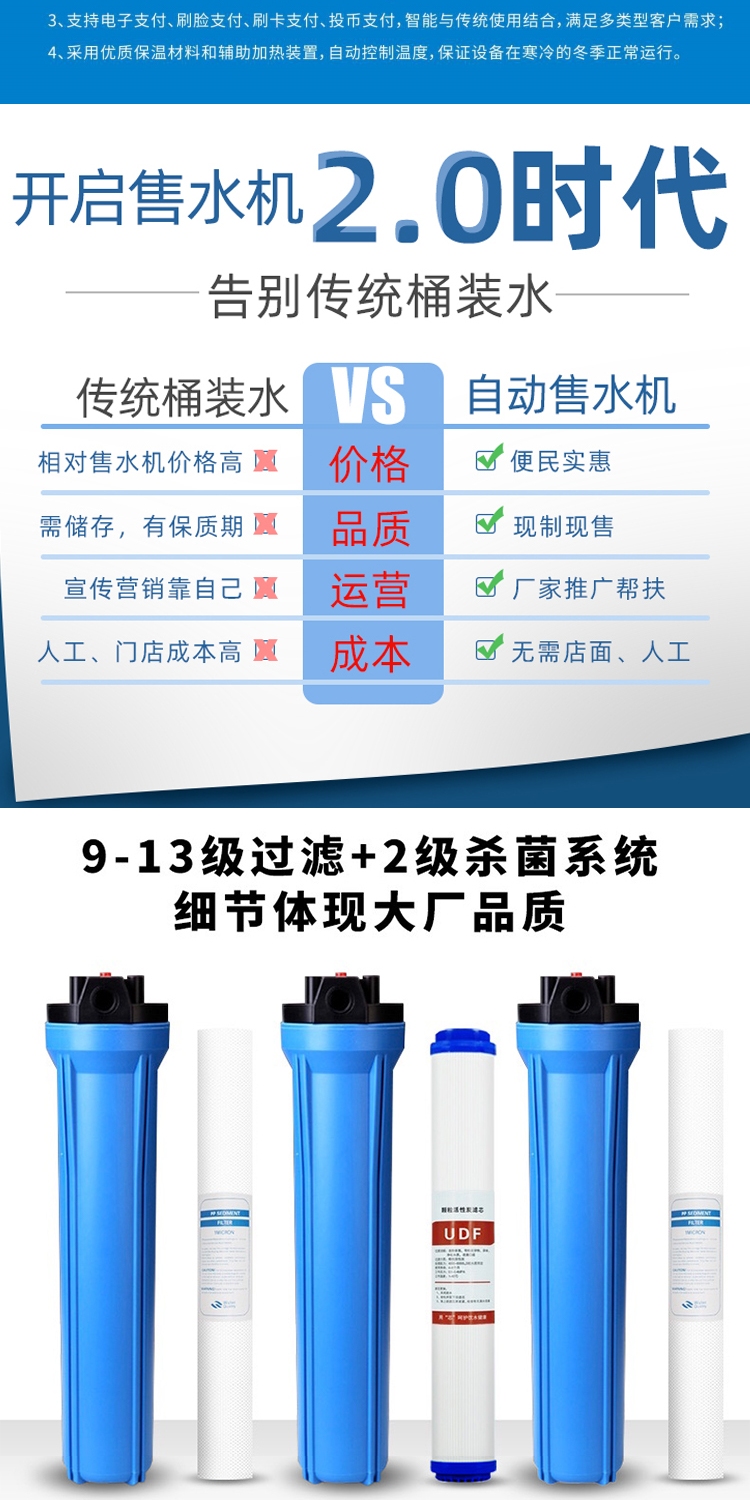 3、支持电子支付、刷脸支付、刷卡支付、投币支付，智能与传统使用结合，满足多类型客户需求；
4、采用优质保温材料和辅助加热装置，自动控制温度，保证设备在寒冷的冬季正常运行。
开启售水机2.0时代
告别传统桶装水
传统桶装水 VS 自动售水机
相对售水机价格高 价格 便民实惠
需储存，有保质期 品质 现制现售
宣传营销靠自己 运营 厂家推广帮扶
人工、门店成本高 成本 无需店面、人工
9-13级过滤+2级杀菌系统
细节体现大厂品质
PP SEDIMENT
FILTER
颗粒活性炭滤芯
UDF
PP SEDIMENT
FILTER